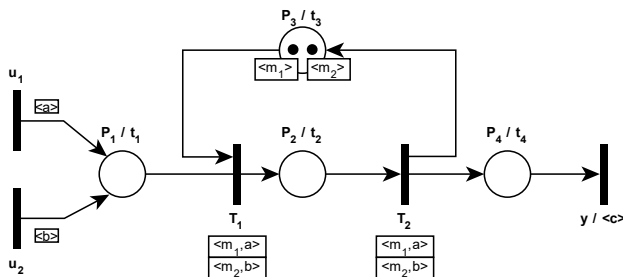 P3 / t3
<m1> <m2>
u1
<a>
P1 / t1
P2 / t2
P4 / t4
<b>
u2
T1
T2
y / <c>
<m1,a>
<m2,b>
<m1,a>
<m2,b>